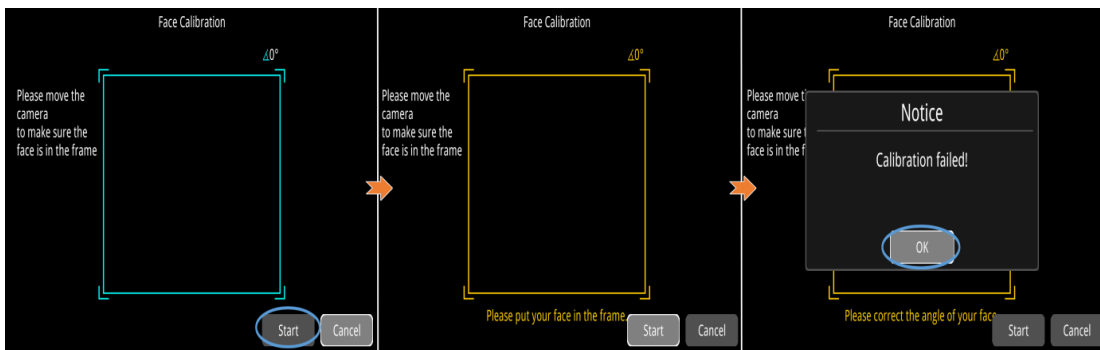 Face Calibration
∡0°
Please move the
camera
to make sure the
face is in the frame
Start
Cancel
Face Calibration
∡0°
Please move the
camera
to make sure the
face is in the frame
Please put your face in the frame.
Start
Cancel
Face Calibration
∡0°
Please move t
camera
to make sure t
face is in the f
Notice
Calibration failed!
OK
Please correct the angle of your face
Start
Cancel